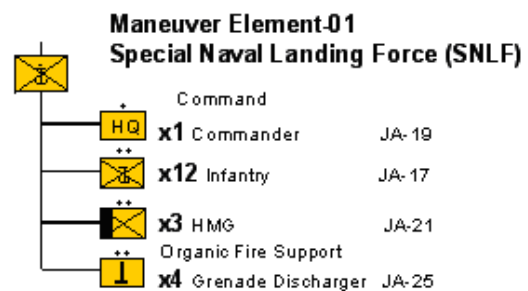 Maneuver Element-01
Special Naval Landing Force (SNLF)
Command
HQ x1 Commander JA-19
x12 Infantry JA-17
x3 HMG JA-21
Organic Fire Support
x4 Grenade Discharger JA-25